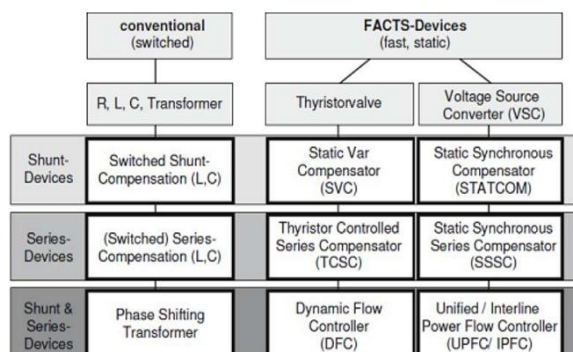 conventional
(switched)
FACTS-Devices
(fast, static)
R, L, C, Transformer
Thyristorvalve
Voltage Source
Converter (VSC)
Shunt-
Devices
Switched Shunt-
Compensation (L,C)
Static Var
Compensator
(SVC)
Static Synchronous
Compensator
(STATCOM)
Series-
Devices
(Switched) Series-
Compensation (L,C)
Thyristor Controlled
Series Compensator
(TCSC)
Static Synchronous
Series Compensator
(SSSC)
Shunt &
Series-
Devices
Phase Shifting
Transformer
Dynamic Flow
Controller
(DFC)
Unified / Interline
Power Flow Controller
(UPFC/ IPFC)